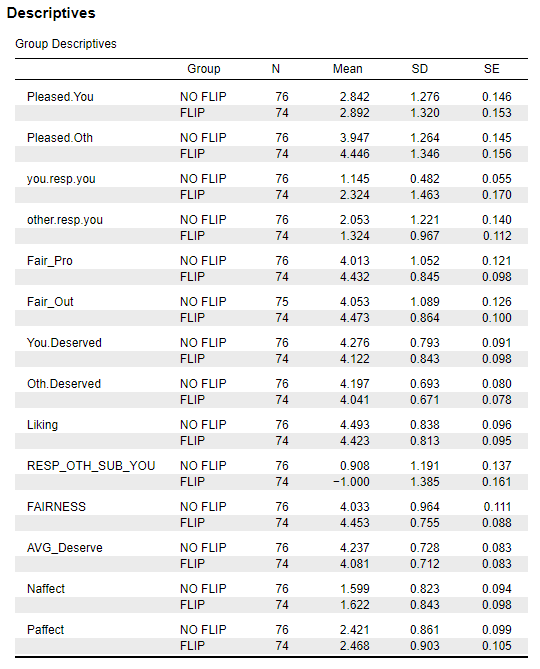 Descriptives
Group Descriptives
Group N Mean SD SE
Pleased.You NO FLIP 76 2.842 1.276 0.146
FLIP 74 2.892 1.320 0.153
Pleased.Oth NO FLIP 76 3.947 1.264 0.145
FLIP 74 4.446 1.346 0.156
you.resp.you NO FLIP 76 1.145 0.482 0.055
FLIP 74 2.324 1.463 0.170
other.resp.you NO FLIP 76 2.053 1.221 0.140
FLIP 74 1.324 0.967 0.112
Fair_Pro NO FLIP 76 4.013 1.052 0.121
FLIP 74 4.432 0.845 0.098
Fair_Out NO FLIP 75 4.053 1.089 0.126
FLIP 74 4.473 0.864 0.100
You.Deserved NO FLIP 76 4.276 0.793 0.091
FLIP 74 4.122 0.843 0.098
Oth.Deserved NO FLIP 76 4.197 0.693 0.080
FLIP 74 4.041 0.671 0.078
Liking NO FLIP 76 4.493 0.838 0.096
FLIP 74 4.423 0.813 0.095
RESP_OTH_SUB_YOU NO FLIP 76 0.908 1.191 0.137
FLIP 74 −1.000 1.385 0.161
FAIRNESS NO FLIP 76 4.033 0.964 0.111
FLIP 74 4.453 0.755 0.088
AVG_Deserve NO FLIP 76 4.237 0.728 0.083
FLIP 74 4.081 0.712 0.083
Naffect NO FLIP 76 1.599 0.823 0.094
FLIP 74 1.622 0.843 0.098
Paffect NO FLIP 76 2.421 0.861 0.099
FLIP 74 2.468 0.903 0.105